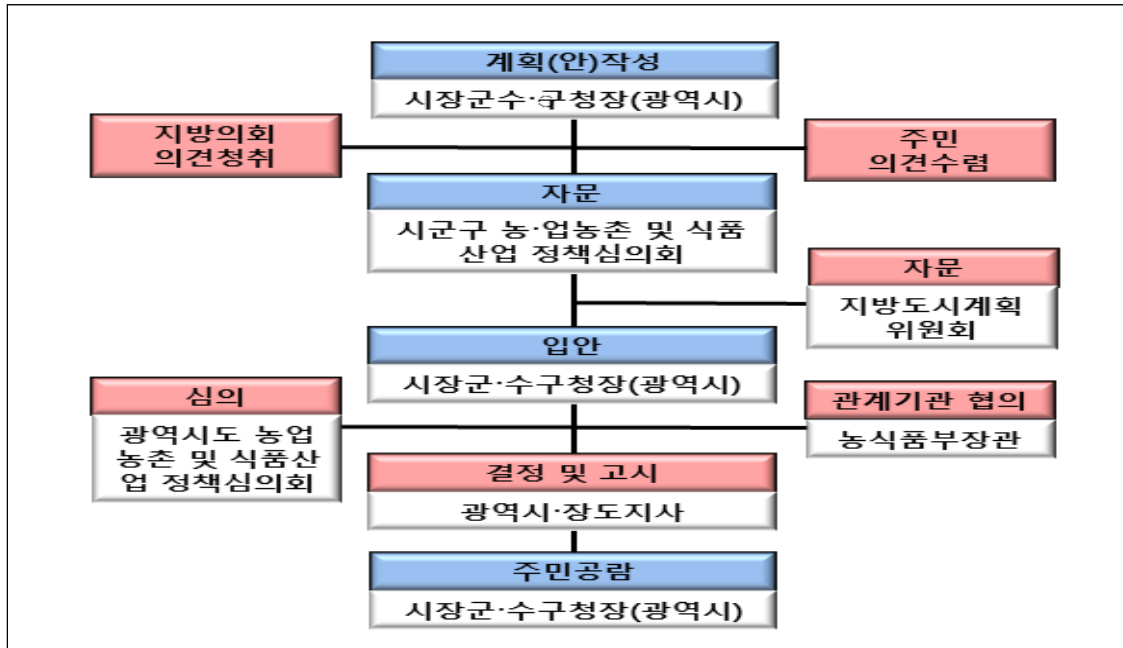 계획(안)작성
시장군수·구청장(광역시)
지방의회
의견청취
주민
의견수렴
자문
시군구 농·업농촌 및 식품
산업 정책심의회
자문
지방도시계획
위원회
입안
시장군·수구청장(광역시)
심의
광역시도 농업
농촌 및 식품산
업 정책심의회
관계기관 협의
농식품부장관
결정 및 고시
광역시·장도지사
주민공람
시장군·수구청장(광역시)